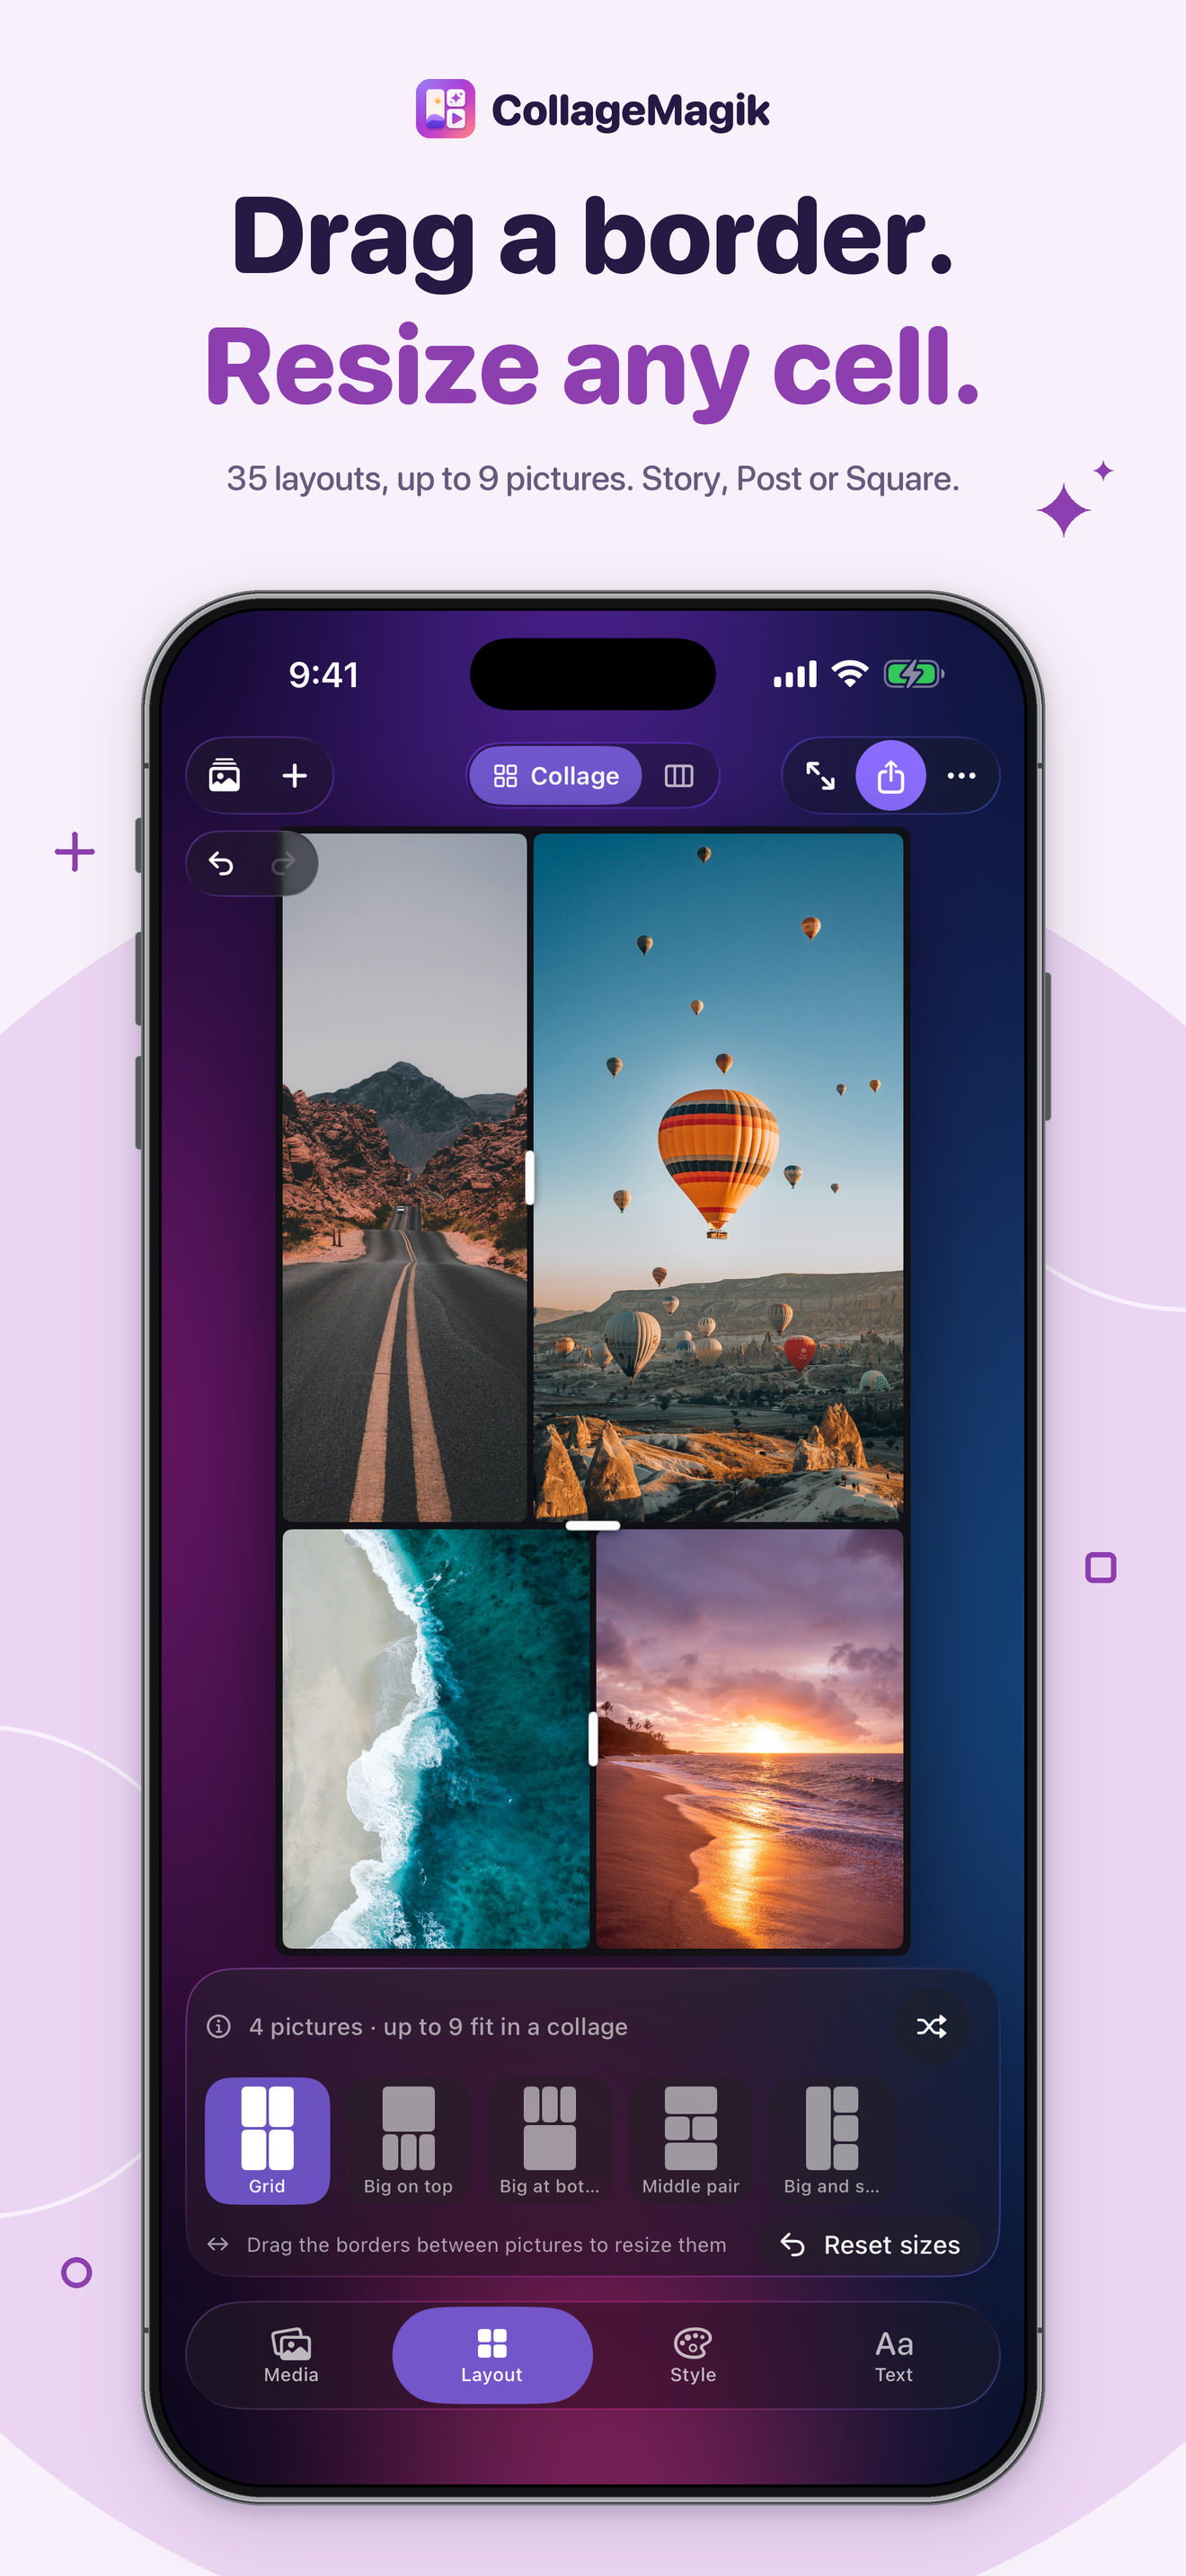 CollageMagik
Drag a border.
Resize any cell.
35 layouts, up to 9 pictures. Story, Post or Square.
9:41
Collage
4 pictures · up to 9 fit in a collage
Grid
Big on top
Big at bot...
Middle pair
Big and s...
Drag the borders between pictures to resize them
Reset sizes
Media
Layout
Style
Aa
Text